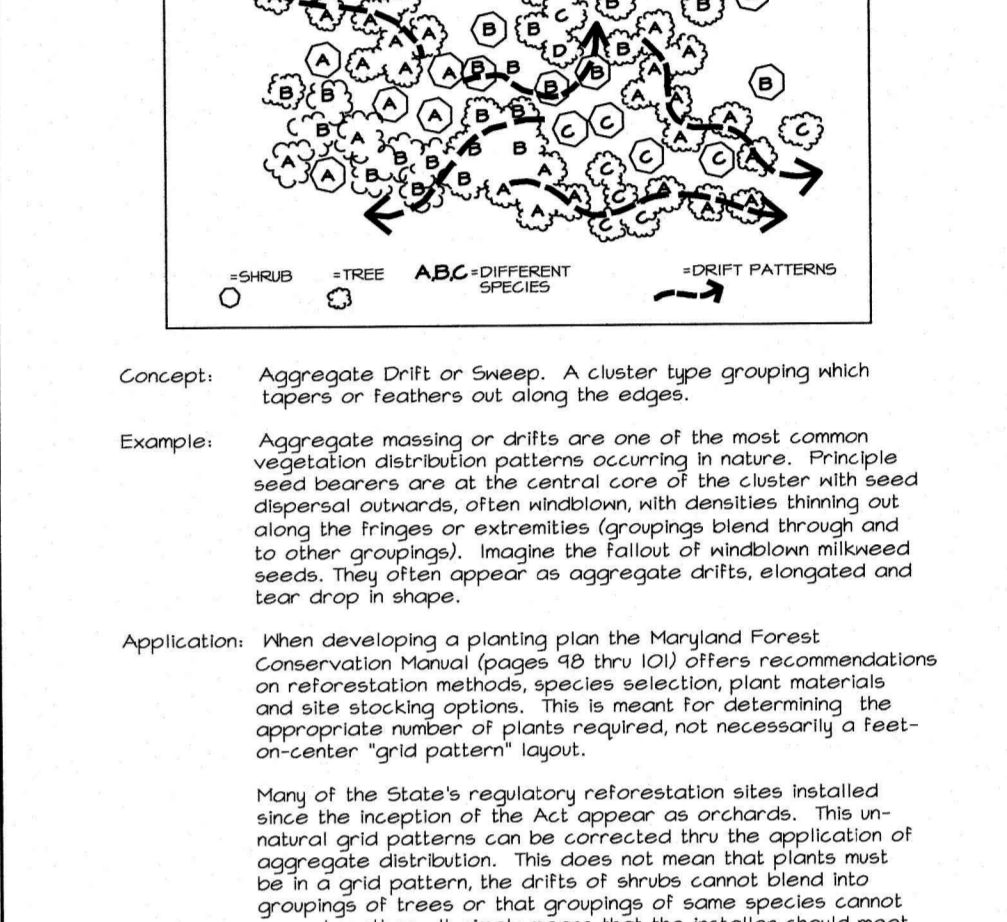 A A A B B C B B
A A D B A
A A A A B B B B A B
B B A A B B A A A C
B A B B C C A C C A
A A B B B B A C A
B B A A C A A A
A C C
=SHRUB =TREE A,B,C =DIFFERENT =DRIFT PATTERNS
SPECIES
Concept: Aggregate Drift or Sweep. A cluster type grouping which
tapers or feathers out along the edges.
Example: Aggregate massing or drifts are one of the most common
vegetation distribution patterns occurring in nature. Principle
seed bearers are at the central core of the cluster with seed
dispersal outwards, often windblown, with densities thinning out
along the fringes or extremities (groupings blend through and
to other groupings). Imagine the fallout of windblown milkweed
seeds. They often appear as aggregate drifts, elongated and
tear drop in shape.
Application: When developing a planting plan the Maryland Forest
Conservation Manual (pages 98 thru 101) offers recommendations
on reforestation methods, species selection, plant materials
and site stocking options. This is meant for determining the
appropriate number of plants required, not necessarily a feet-
on-center "grid pattern" layout.
Many of the State's regulatory reforestation sites installed
since the inception of the Act appear as orchards. This un-
natural grid patterns can be corrected thru the application of
aggregate distribution. This does not mean that plants must
be in a grid pattern, the drifts of shrubs cannot blend into
groupings of trees or that groupings of same species cannot
that the installer should meet